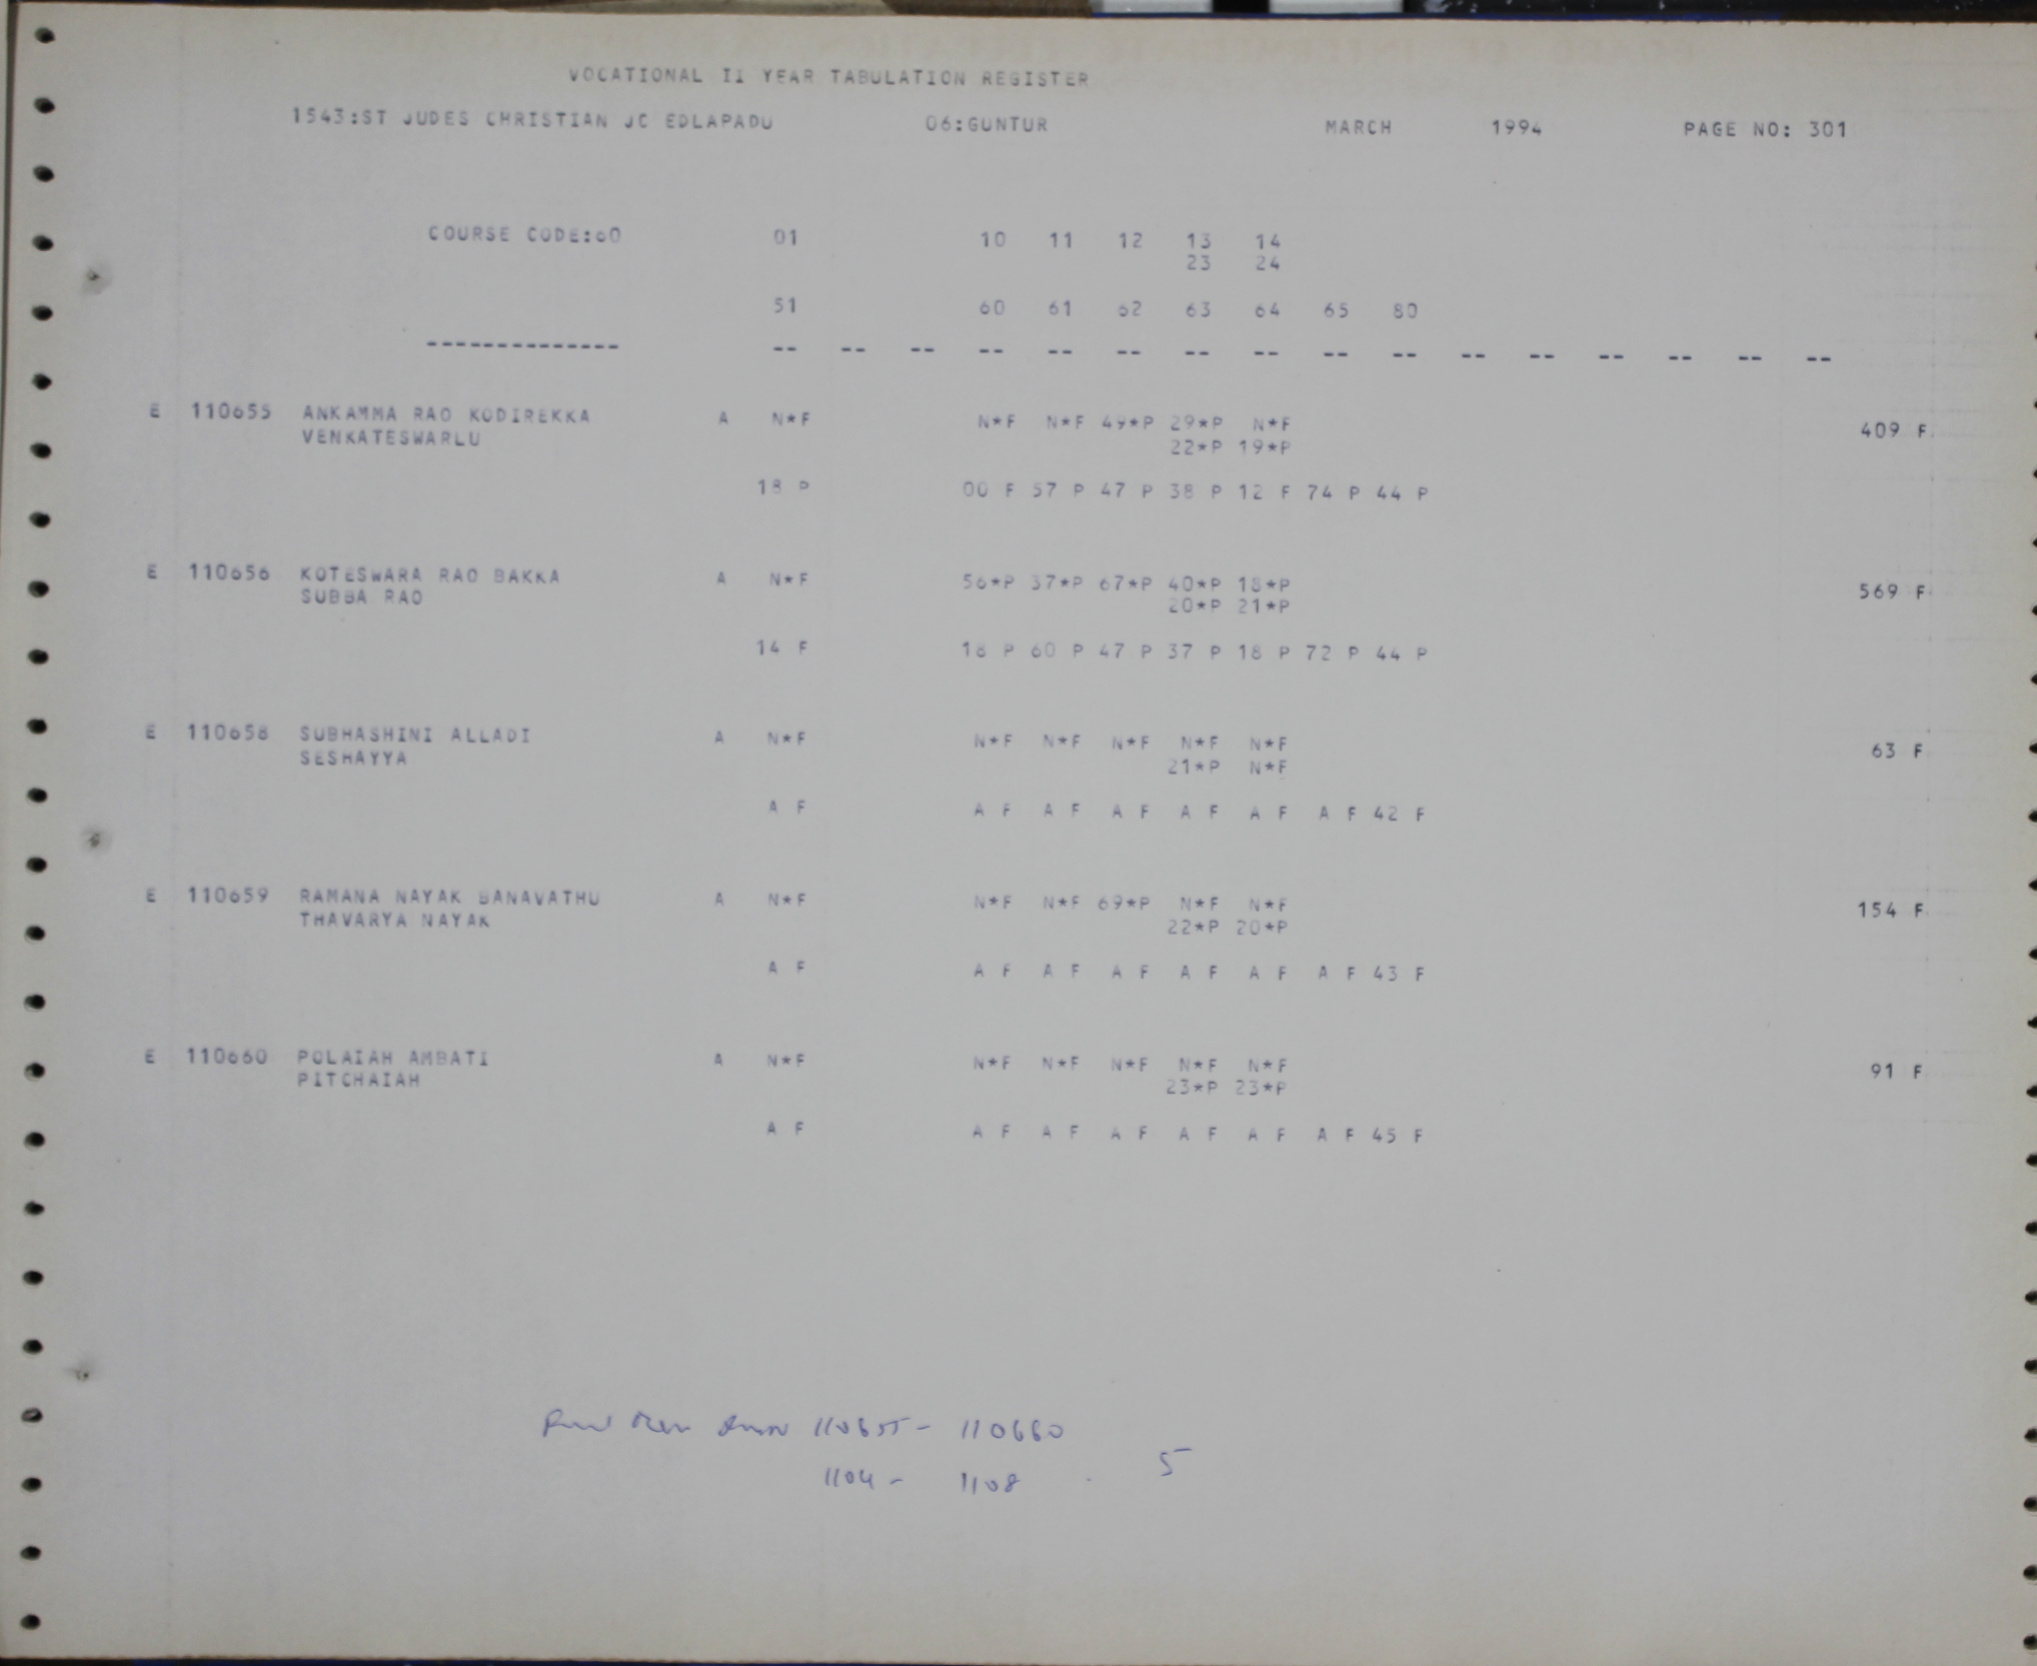 VOCATIONAL II YEAR TABULATION REGISTER
1543:ST JUDES CHRISTIAN JC EDLAPADU 06:GUNTUR MARCH 1994 PAGE NO: 301
COURSE CODE:60 01 10 11 12 13 14
23 24
51 60 61 62 63 64 65 80
-------------- -- -- -- -- -- -- -- -- -- -- -- -- -- -- -- --
E 110655 ANKAMMA RAO KODIREKKA A N*F N*F N*F 49*P 29*P N*F 409 F
VENKATESWARLU 22*P 19*P
18 P 00 F 57 P 47 P 38 P 12 F 74 P 44 P
E 110656 KOTESWARA RAO BAKKA A N*F 56*P 37*P 67*P 40*P 18*P 569 F
SUBBA RAO 20*P 21*P
14 F 18 P 60 P 47 P 37 P 18 P 72 P 44 P
E 110658 SUBHASHINI ALLADI A N*F N*F N*F N*F N*F N*F 63 F
SESHAYYA 21*P N*F
A F A F A F A F A F A F A F 42 F
E 110659 RAMANA NAYAK BANAVATHU A N*F N*F N*F 69*P N*F N*F 154 F
THAVARYA NAYAK 22*P 20*P
A F A F A F A F A F A F A F 43 F
E 110660 POLAIAH AMBATI A N*F N*F N*F N*F N*F N*F 91 F
PITCHAIAH 23*P 23*P
A F A F A F A F A F A F A F 45 F
110655 - 110660
1104 - 1108 5